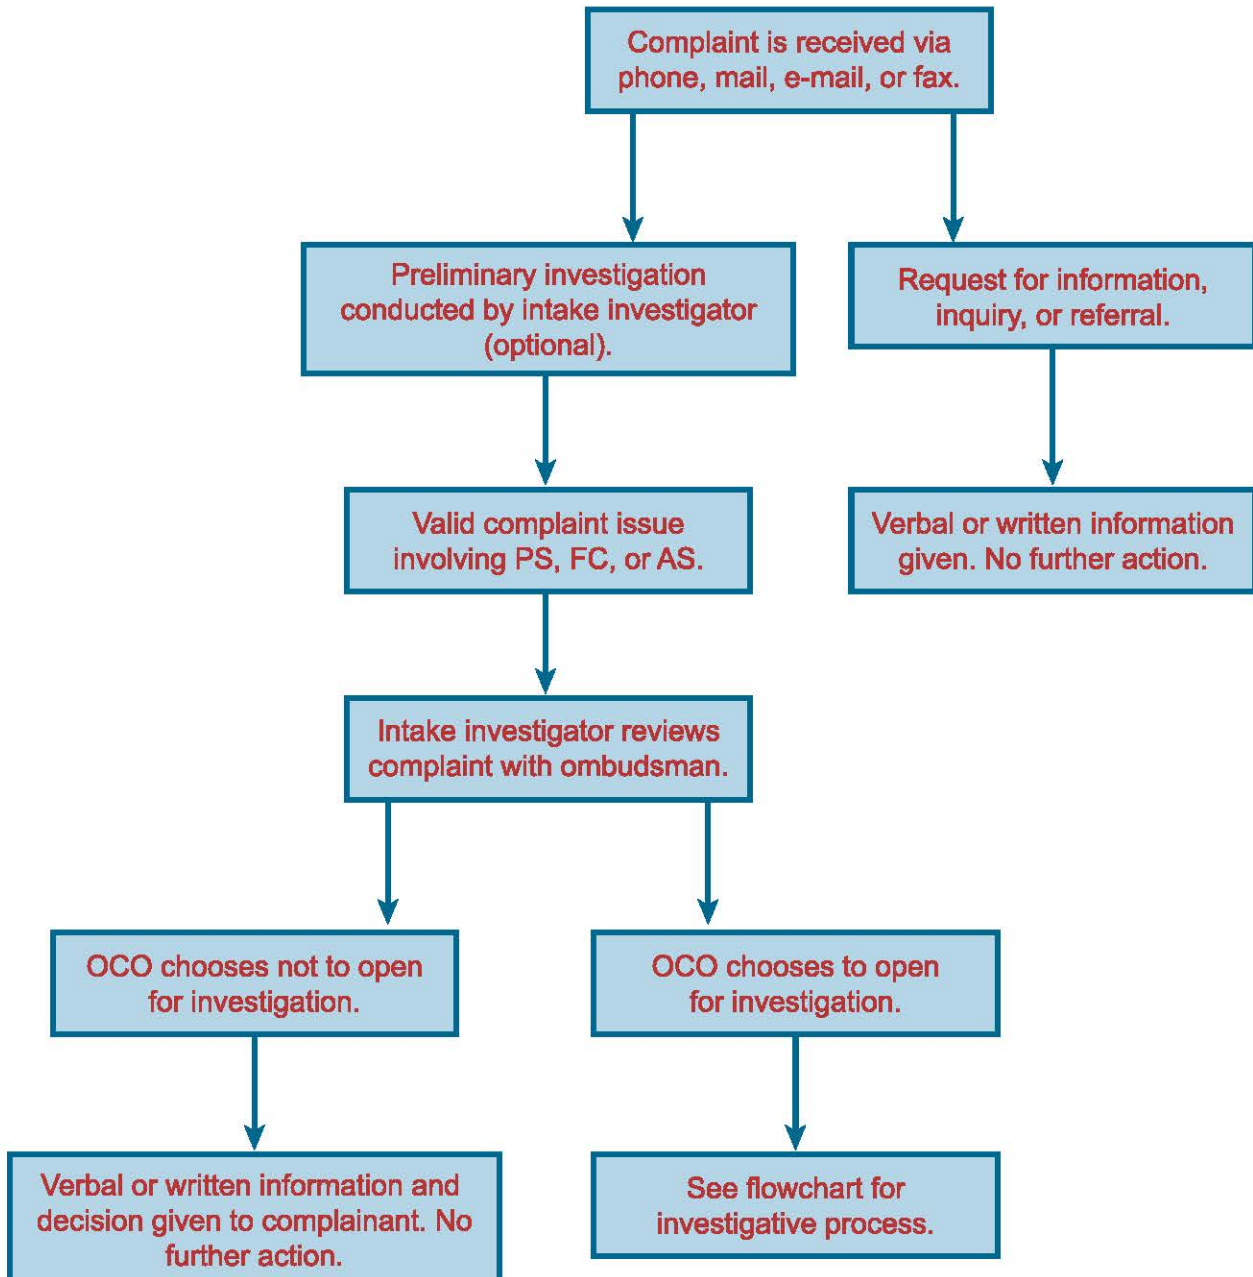 Complaint is received via
phone, mail, e-mail, or fax.
Preliminary investigation
conducted by intake investigator
(optional).
Request for information,
inquiry, or referral.
Valid complaint issue
involving PS, FC, or AS.
Verbal or written information
given. No further action.
Intake investigator reviews
complaint with ombudsman.
OCO chooses not to open
for investigation.
OCO chooses to open
for investigation.
Verbal or written information and
decision given to complainant. No
further action.
See flowchart for
investigative process.